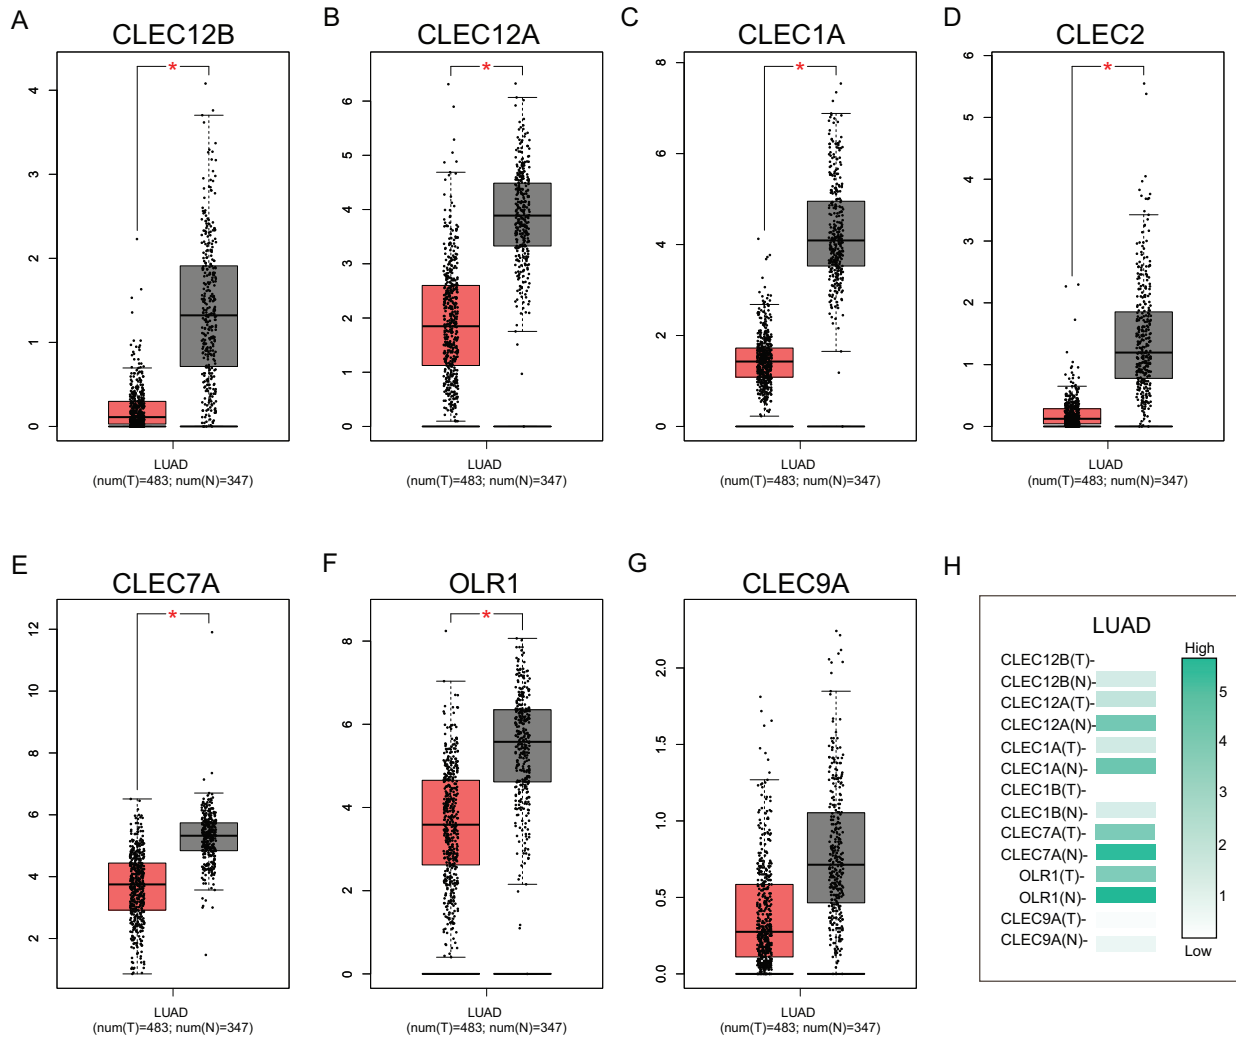 A
CLEC12B
*
4
3
2
1
0
LUAD
(num(T)=483; num(N)=347)
B
CLEC12A
*
6
5
4
3
2
1
0
LUAD
(num(T)=483; num(N)=347)
C
CLEC1A
*
8
6
4
2
0
LUAD
(num(T)=483; num(N)=347)
D
CLEC2
*
6
5
4
3
2
1
0
LUAD
(num(T)=483; num(N)=347)
E
CLEC7A
*
12
10
8
6
4
2
LUAD
(num(T)=483; num(N)=347)
F
OLR1
*
8
6
4
2
0
LUAD
(num(T)=483; num(N)=347)
G
CLEC9A
2.0
1.5
1.0
0.5
0.0
LUAD
(num(T)=483; num(N)=347)
H
LUAD
CLEC12B(T)-
CLEC12B(N)-
CLEC12A(T)-
CLEC12A(N)-
CLEC1A(T)-
CLEC1A(N)-
CLEC1B(T)-
CLEC1B(N)-
CLEC7A(T)-
CLEC7A(N)-
OLR1(T)-
OLR1(N)-
CLEC9A(T)-
CLEC9A(N)-
High
5
4
3
2
1
Low